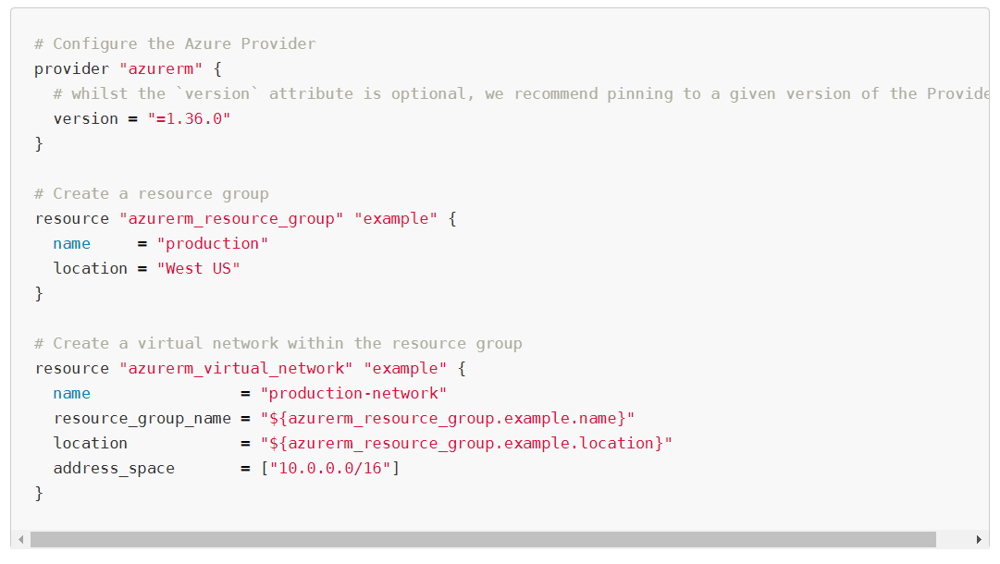 # Configure the Azure Provider
provider "azurerm" {
  # whilst the `version` attribute is optional, we recommend pinning to a given version of the Provide
  version = "=1.36.0"
}

# Create a resource group
resource "azurerm_resource_group" "example" {
  name     = "production"
  location = "West US"
}

# Create a virtual network within the resource group
resource "azurerm_virtual_network" "example" {
  name                = "production-network"
  resource_group_name = "${azurerm_resource_group.example.name}"
  location            = "${azurerm_resource_group.example.location}"
  address_space       = ["10.0.0.0/16"]
}